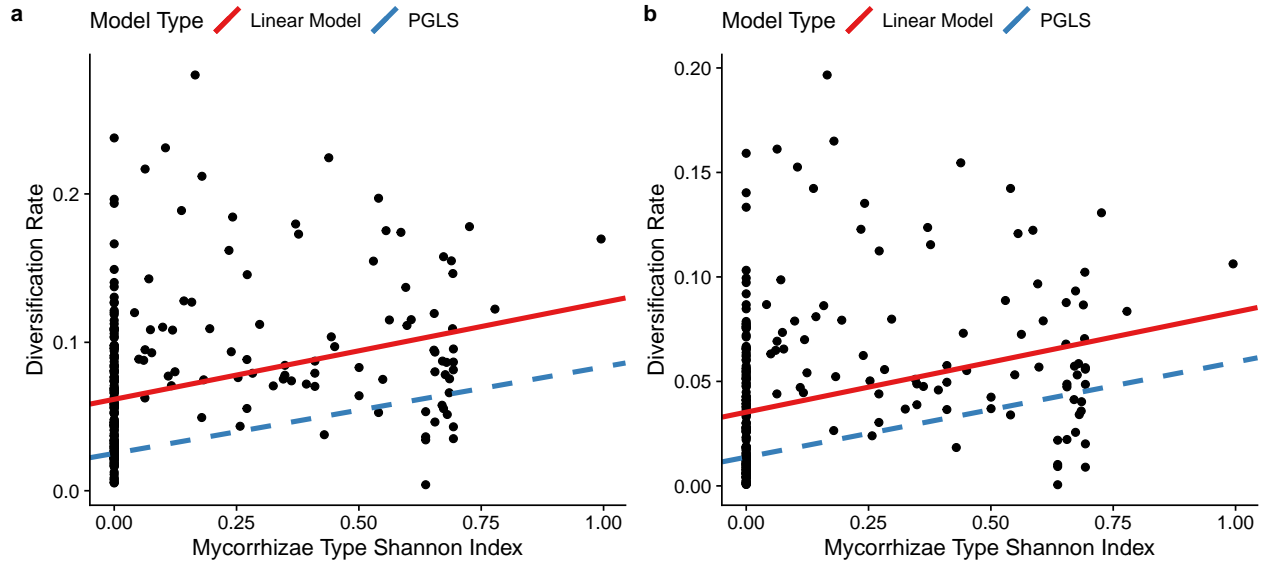 a
Model Type Linear Model PGLS
Diversification Rate
0.2
0.1
0.0
0.00 0.25 0.50 0.75 1.00
Mycorrhizae Type Shannon Index
b
Model Type Linear Model PGLS
Diversification Rate
0.20
0.15
0.10
0.05
0.00
0.00 0.25 0.50 0.75 1.00
Mycorrhizae Type Shannon Index